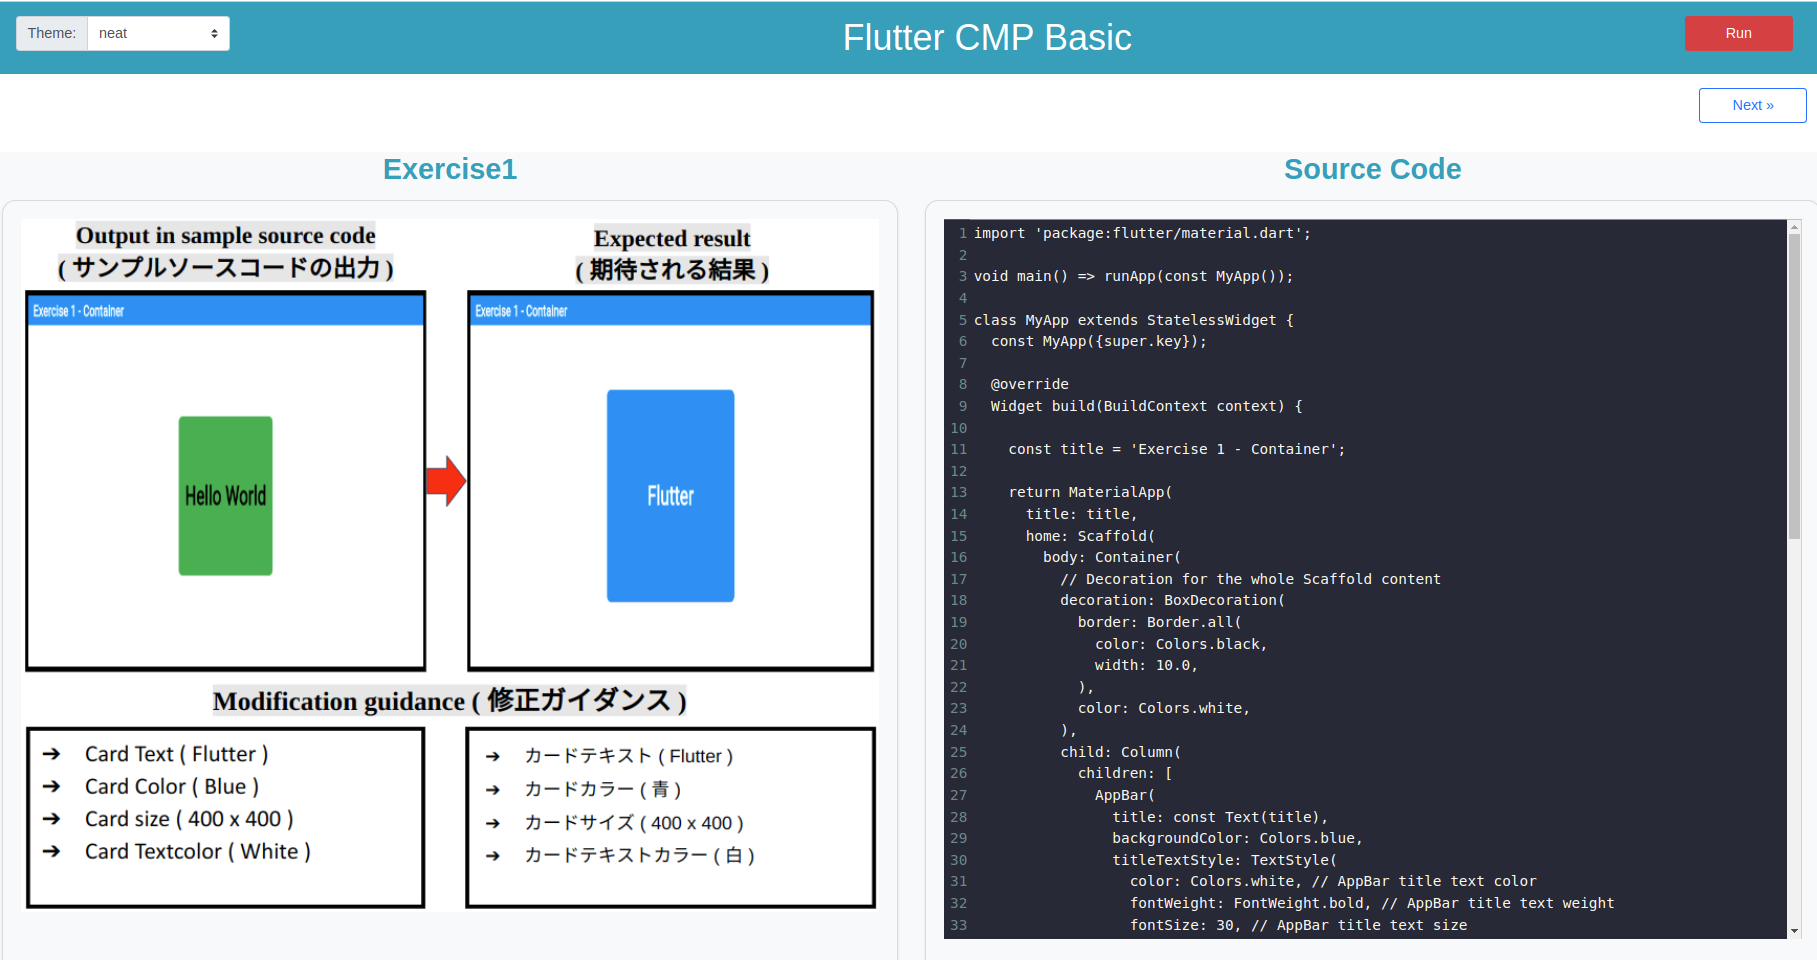 Theme:
neat
Flutter CMP Basic
Run
Next »
Exercise1
Output in sample source code
( サンプルソースコードの出力 )
Expected result
( 期待される結果 )
Exercise 1 - Container
Hello World
Exercise 1 - Container
Flutter
Modification guidance ( 修正ガイダンス )
➔ Card Text ( Flutter )
➔ Card Color ( Blue )
➔ Card size ( 400 x 400 )
➔ Card Textcolor ( White )
➔ カードテキスト ( Flutter )
➔ カードカラー ( 青 )
➔ カードサイズ ( 400 x 400 )
➔ カードテキストカラー ( 白 )
Source Code
1 import 'package:flutter/material.dart';
2
3 void main() => runApp(const MyApp());
4
5 class MyApp extends StatelessWidget {
6   const MyApp({super.key});
7
8   @override
9   Widget build(BuildContext context) {
10
11     const title = 'Exercise 1 - Container';
12
13     return MaterialApp(
14       title: title,
15       home: Scaffold(
16         body: Container(
17           // Decoration for the whole Scaffold content
18           decoration: BoxDecoration(
19             border: Border.all(
20               color: Colors.black,
21               width: 10.0,
22             ),
23             color: Colors.white,
24           ),
25           child: Column(
26             children: [
27               AppBar(
28                 title: const Text(title),
29                 backgroundColor: Colors.blue,
30                 titleTextStyle: TextStyle(
31                   color: Colors.white, // AppBar title text color
32                   fontWeight: FontWeight.bold, // AppBar title text weight
33                   fontSize: 30, // AppBar title text size